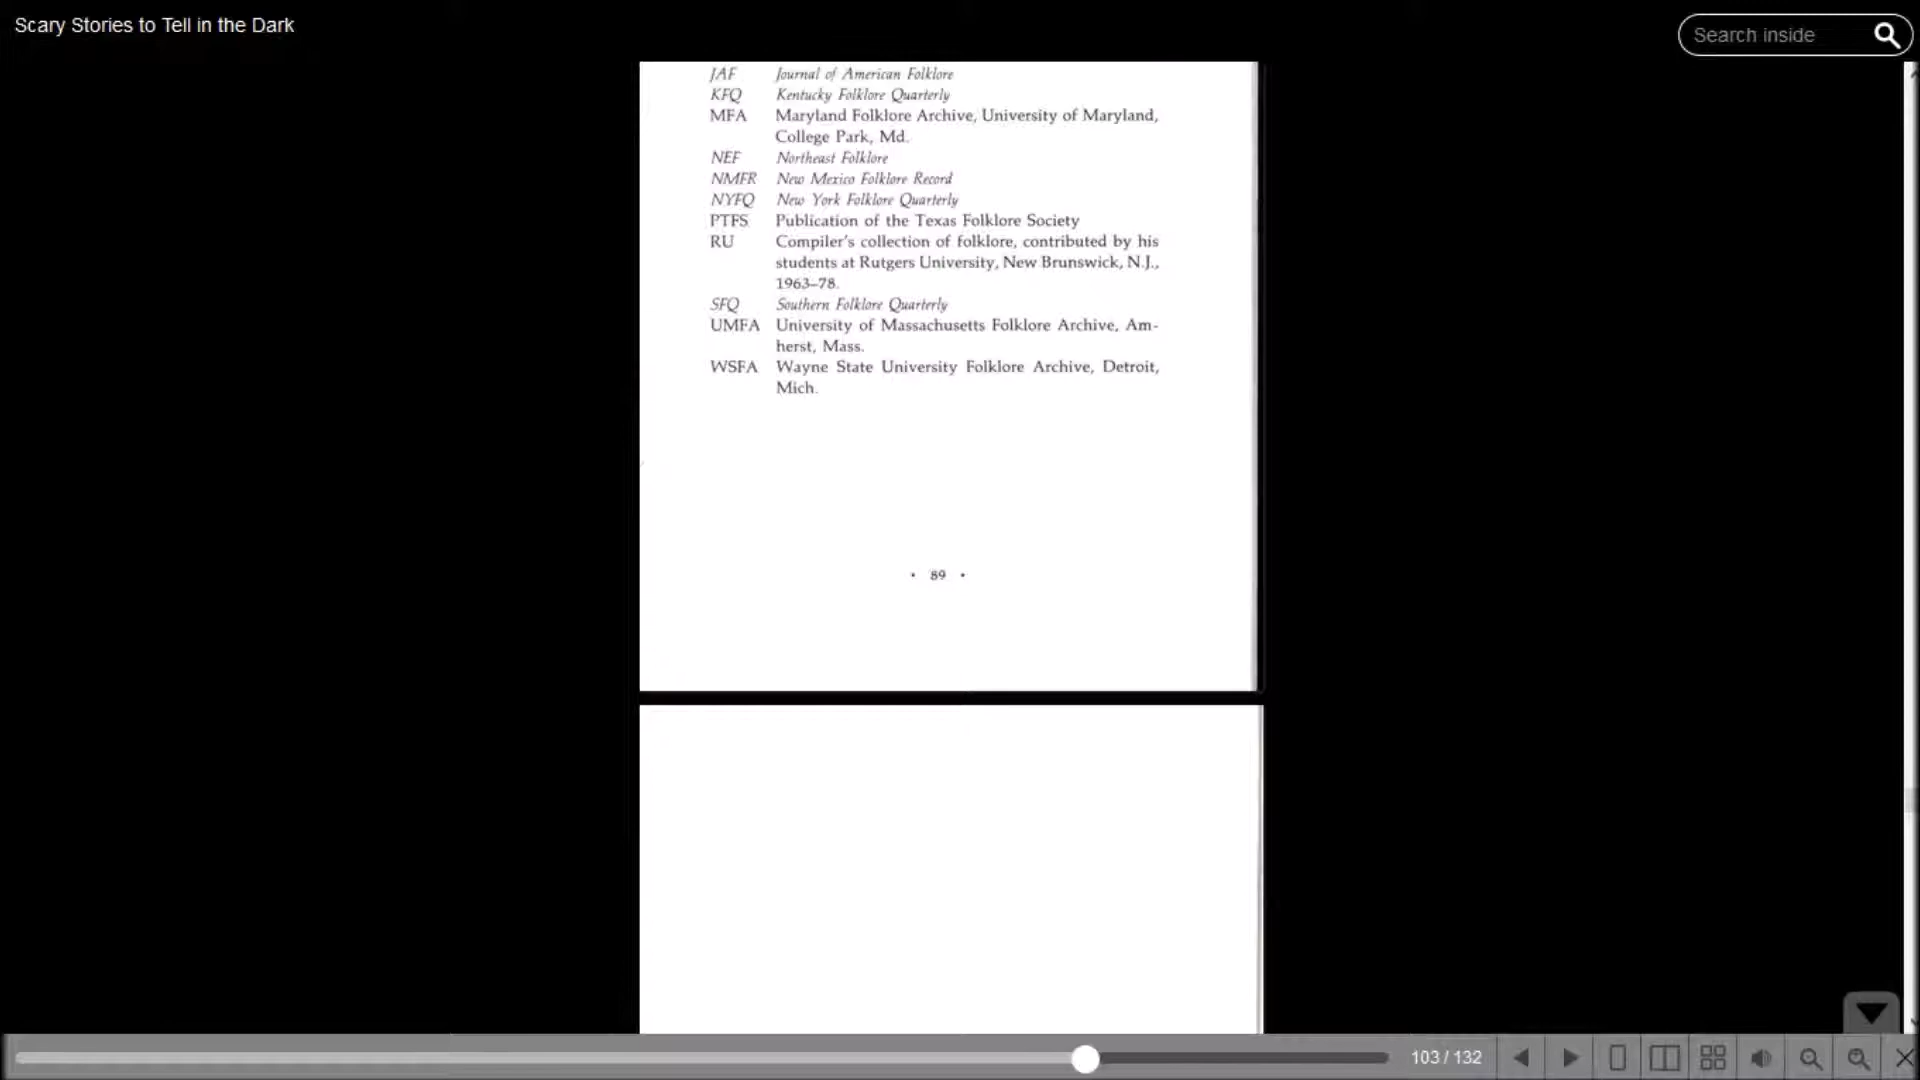 Scary Stories to Tell in the Dark
Search inside
JAF Journal of American Folklore
KFQ Kentucky Folklore Quarterly
MFA Maryland Folklore Archive, University of Maryland,
College Park, Md.
NEF Northeast Folklore
NMFR New Mexico Folklore Record
NYFQ New York Folklore Quarterly
PTFS Publication of the Texas Folklore Society
RU Compiler's collection of folklore, contributed by his
students at Rutgers University, New Brunswick, N.J.,
1963–78.
SFQ Southern Folklore Quarterly
UMFA University of Massachusetts Folklore Archive, Am-
herst, Mass.
WSFA Wayne State University Folklore Archive, Detroit,
Mich.
• 89 •
103 / 132